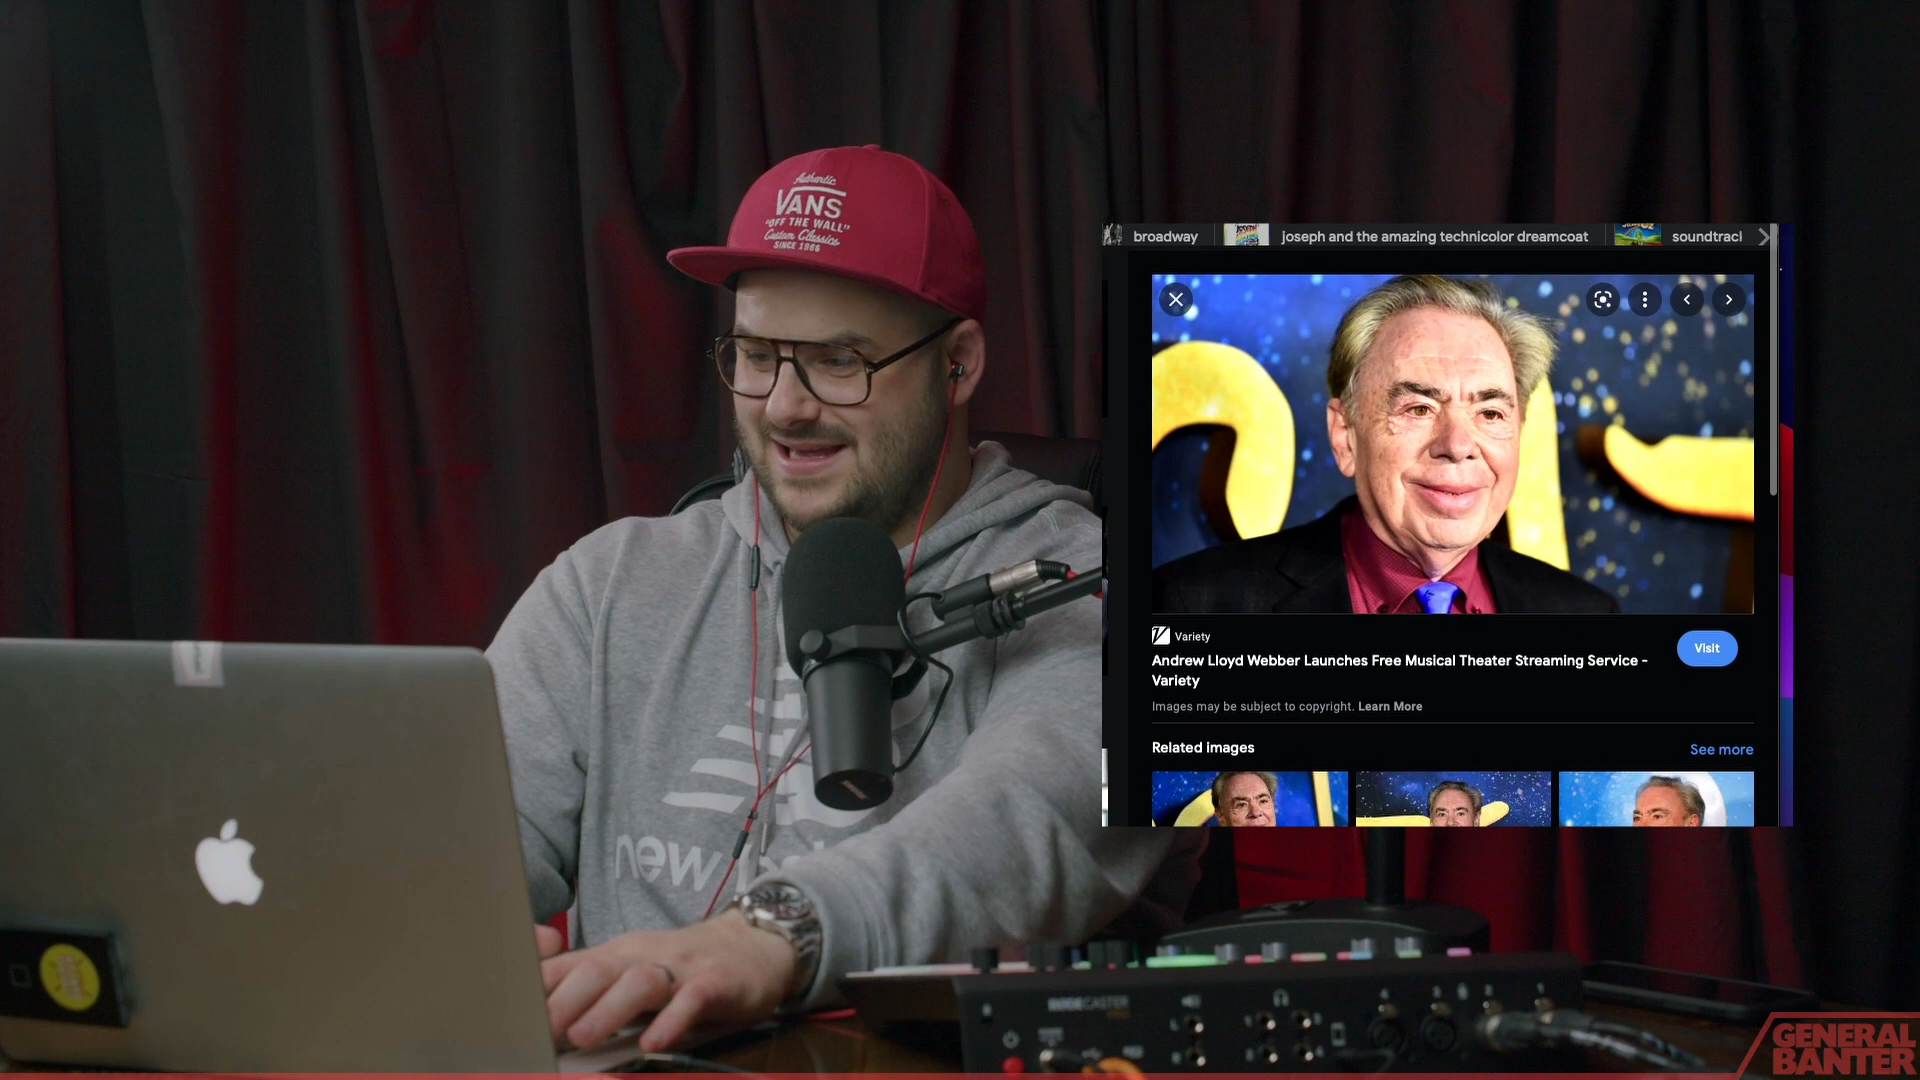 Authentic
VANS
"OFF THE WALL"
Custom Classics
SINCE 1966
broadway
joseph and the amazing technicolor dreamcoat
soundtrac
Variety
Visit
Andrew Lloyd Webber Launches Free Musical Theater Streaming Service -
Variety
Images may be subject to copyright. Learn More
Related images
See more
new
GENERAL
BANTER